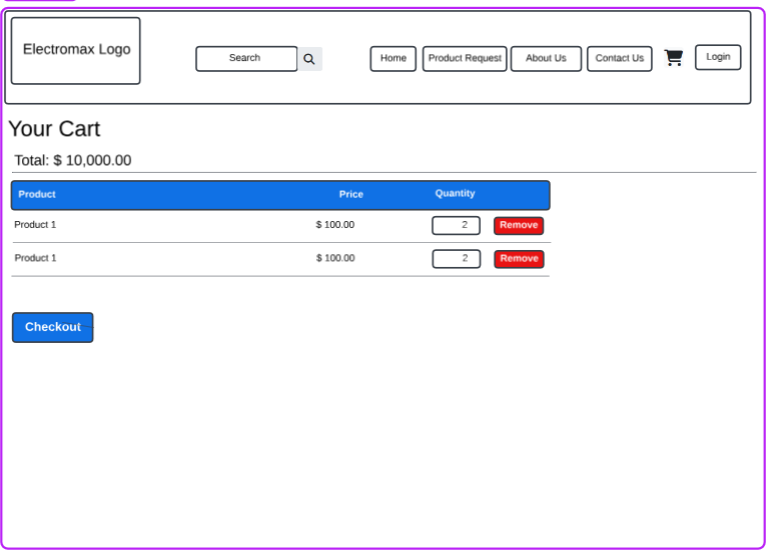 Electromax Logo
Search
Home
Product Request
About Us
Contact Us
Login
Your Cart
Total: $ 10,000.00
Product Price Quantity
Product 1 $ 100.00 2 Remove
Product 1 $ 100.00 2 Remove
Checkout